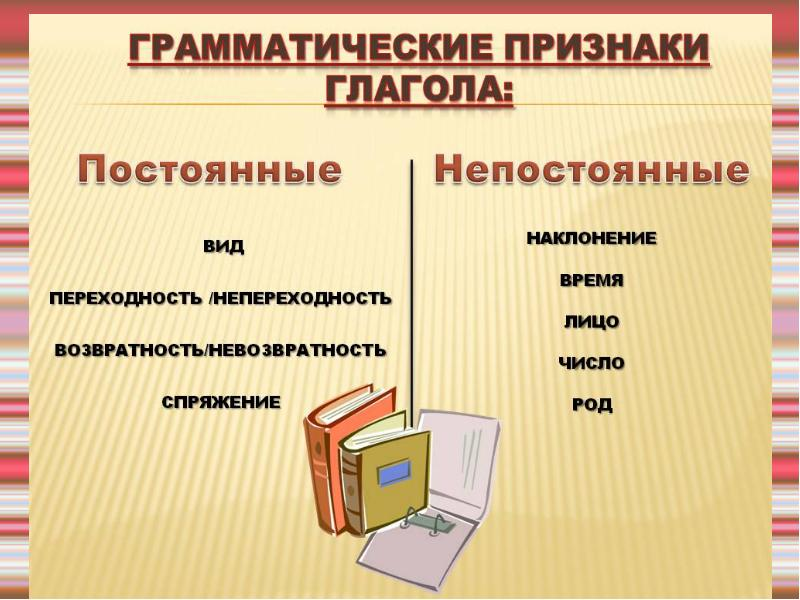 ГРАММАТИЧЕСКИЕ ПРИЗНАКИ
ГЛАГОЛА:
Постоянные
ВИД
ПЕРЕХОДНОСТЬ /НЕПЕРЕХОДНОСТЬ
ВОЗВРАТНОСТЬ/НЕВОЗВРАТНОСТЬ
СПРЯЖЕНИЕ
Непостоянные
НАКЛОНЕНИЕ
ВРЕМЯ
ЛИЦО
ЧИСЛО
РОД